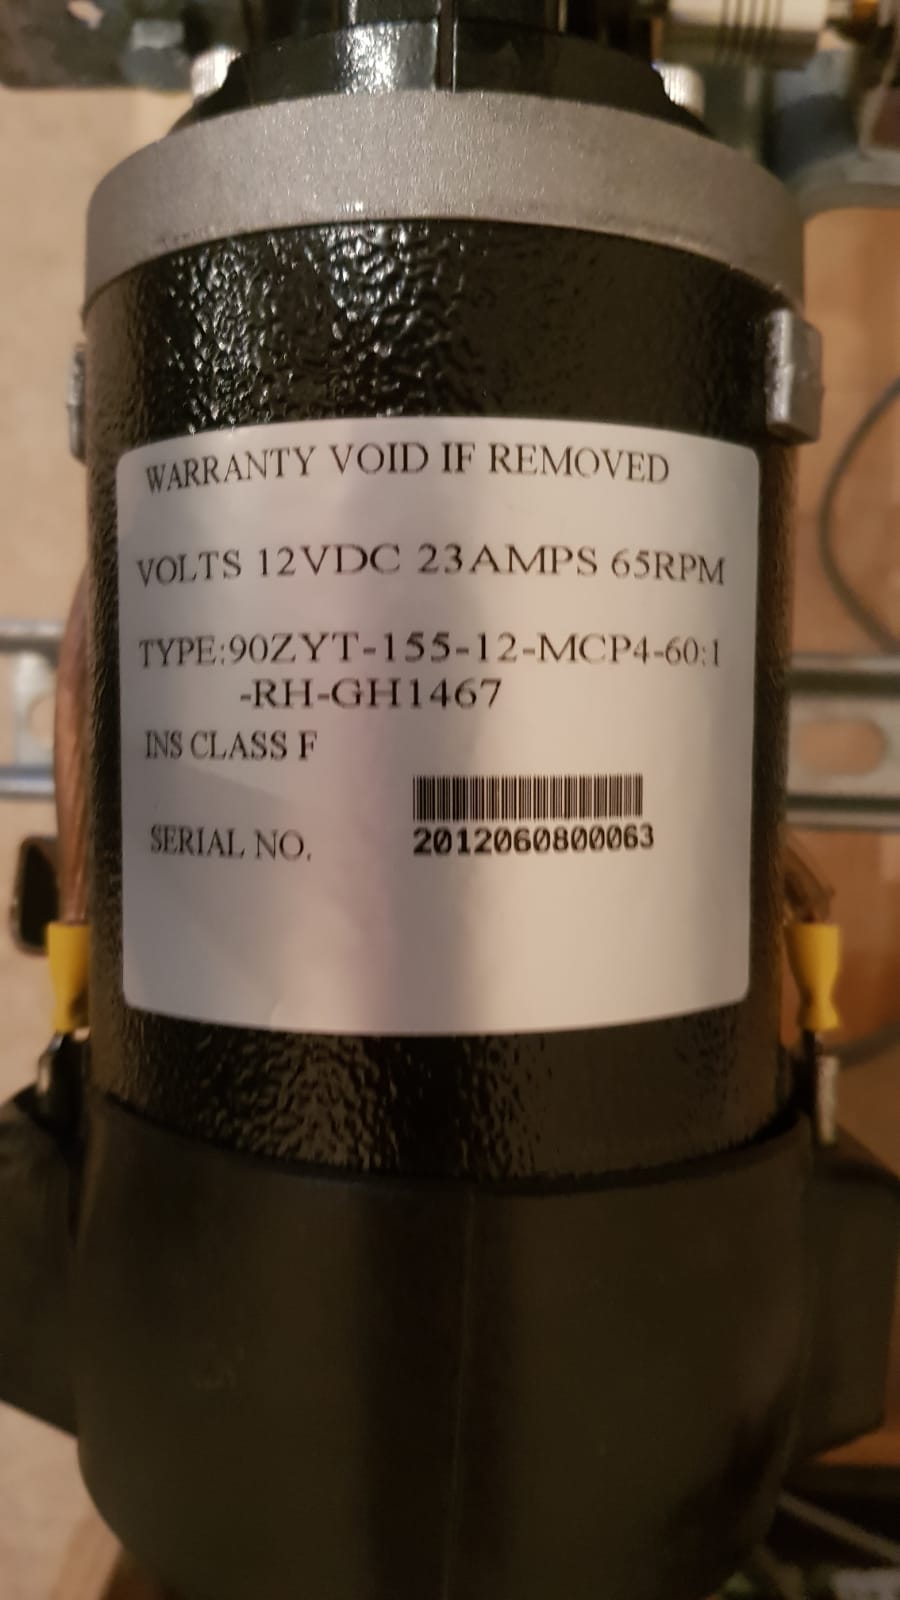 WARRANTY VOID IF REMOVED
VOLTS 12VDC 23AMPS 65RPM
TYPE:90ZYT-155-12-MCP4-60:1
-RH-GH1467
INS CLASS F
SERIAL NO. 2012060800063